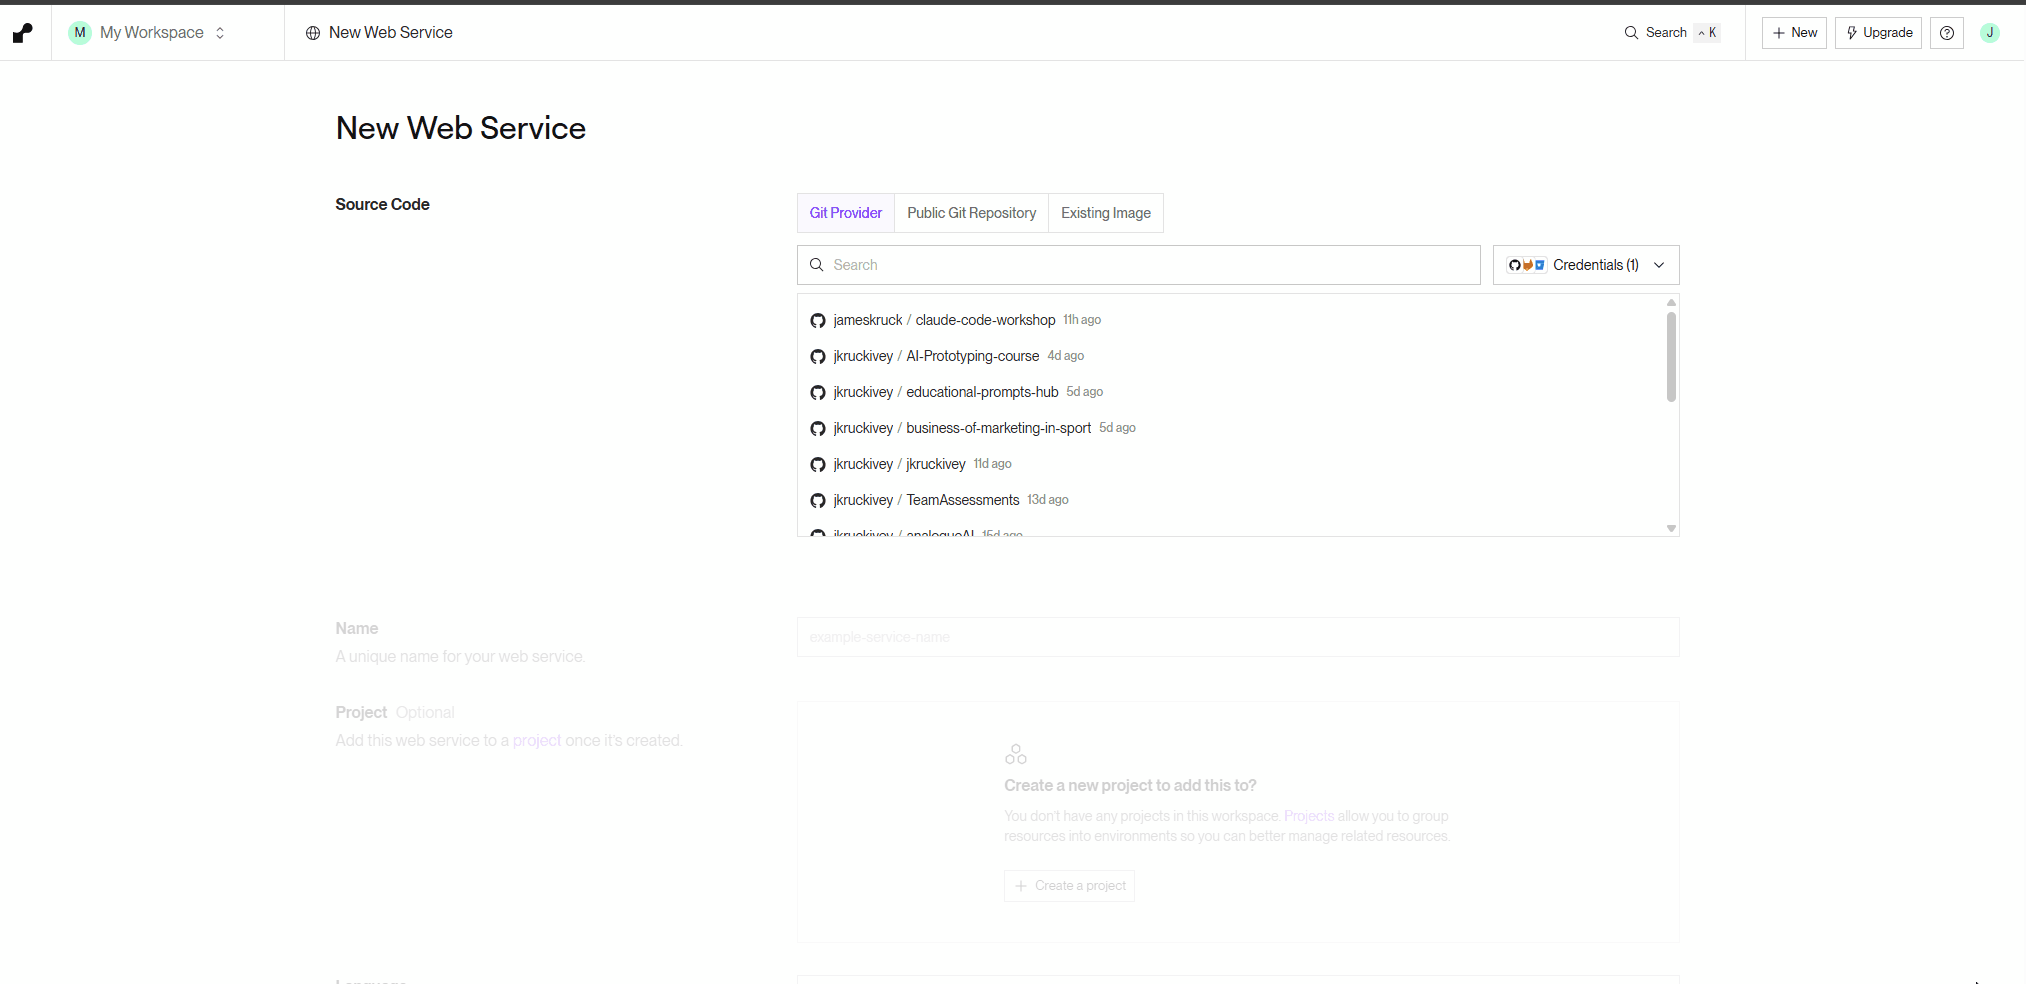 M My Workspace
New Web Service
Search ^ K
+ New
Upgrade
J
New Web Service
Source Code
Git Provider
Public Git Repository
Existing Image
Search
Credentials (1)
jameskruck / claude-code-workshop 11h ago
jkruckivey / AI-Prototyping-course 4d ago
jkruckivey / educational-prompts-hub 5d ago
jkruckivey / business-of-marketing-in-sport 5d ago
jkruckivey / jkruckivey 11d ago
jkruckivey / TeamAssessments 13d ago
jkruckivey / analogueAI 15d ago
Name
A unique name for your web service.
example-service-name
Project Optional
Add this web service to a project once it's created.
Create a new project to add this to?
You don't have any projects in this workspace. Projects allow you to group
resources into environments so you can better manage related resources.
+ Create a project
Language